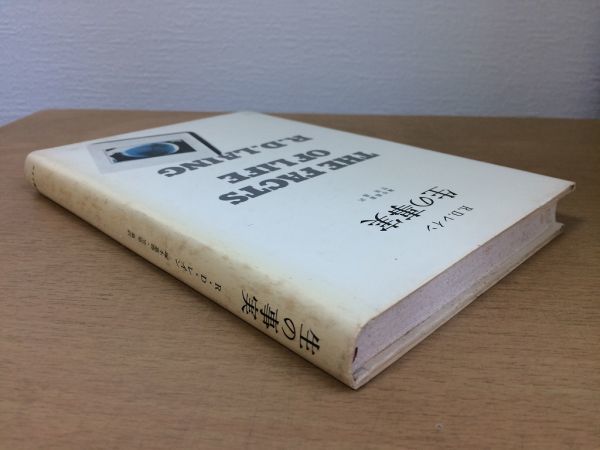 R.D.レイン
生の事実
THE FACTS
OF LIFE
R.D.LAING
生の事実
R・D・レイン